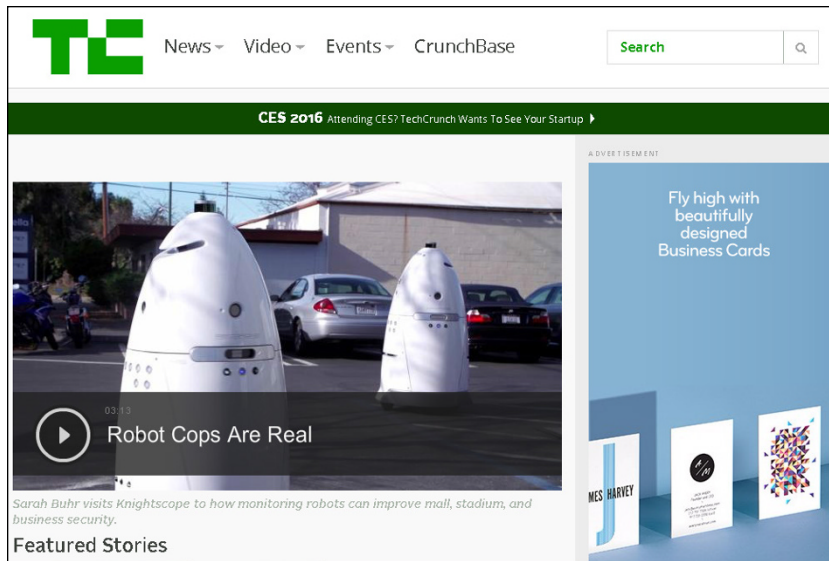 TC
News Video Events CrunchBase
Search
CES 2016 Attending CES? TechCrunch Wants To See Your Startup
ADVERTISEMENT
Fly high with
beautifully
designed
Business Cards
03:13
Robot Cops Are Real
Sarah Buhr visits Knightscope to how monitoring robots can improve mall, stadium, and
business security.
Featured Stories
MES HARVEY
J
A/M